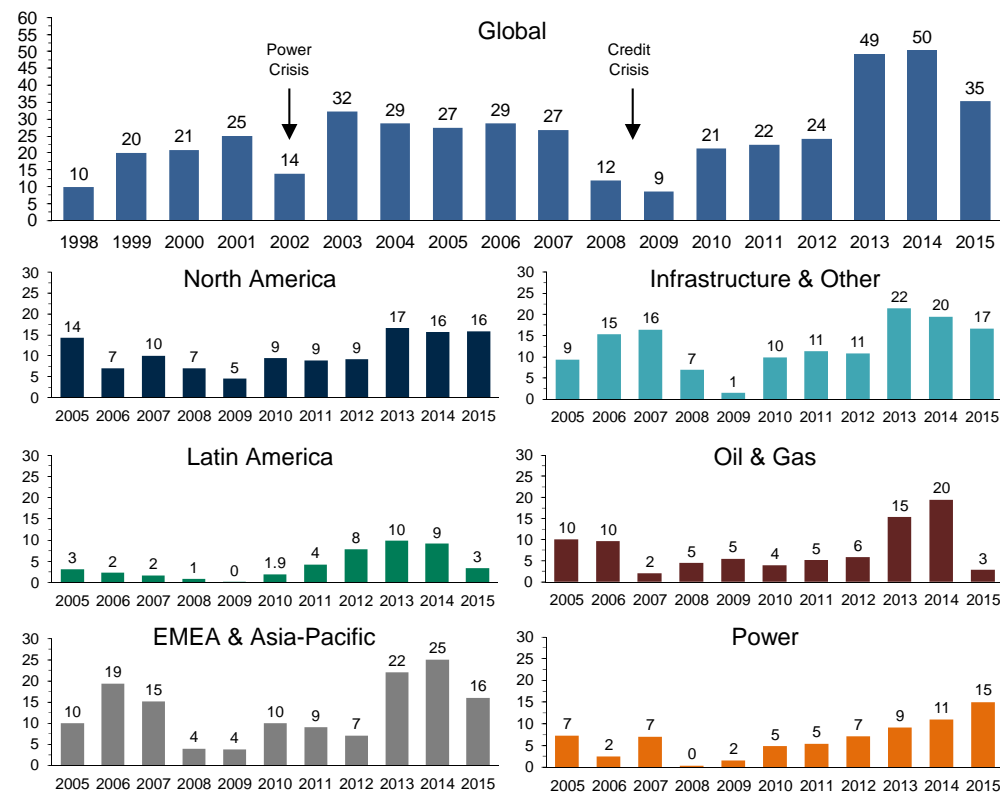 Global
Power
Crisis
Credit
Crisis
60
55
50
45
40
35
30
25
20
15
10
5
0
10 20 21 25 14 32 29 27 29 27 12 9 21 22 24 49 50 35
1998 1999 2000 2001 2002 2003 2004 2005 2006 2007 2008 2009 2010 2011 2012 2013 2014 2015
North America
30
25
20
15
10
5
0
14 7 10 7 5 9 9 9 17 16 16
2005 2006 2007 2008 2009 2010 2011 2012 2013 2014 2015
Infrastructure & Other
30
25
20
15
10
5
0
9 15 16 7 1 10 11 11 22 20 17
2005 2006 2007 2008 2009 2010 2011 2012 2013 2014 2015
Latin America
30
25
20
15
10
5
0
3 2 2 1 0 1.9 4 8 10 9 3
2005 2006 2007 2008 2009 2010 2011 2012 2013 2014 2015
Oil & Gas
30
25
20
15
10
5
0
10 10 2 5 5 4 5 6 15 20 3
2005 2006 2007 2008 2009 2010 2011 2012 2013 2014 2015
EMEA & Asia-Pacific
30
25
20
15
10
5
0
10 19 15 4 4 10 9 7 22 25 16
2005 2006 2007 2008 2009 2010 2011 2012 2013 2014 2015
Power
30
25
20
15
10
5
0
7 2 7 0 2 5 5 7 9 11 15
2005 2006 2007 2008 2009 2010 2011 2012 2013 2014 2015